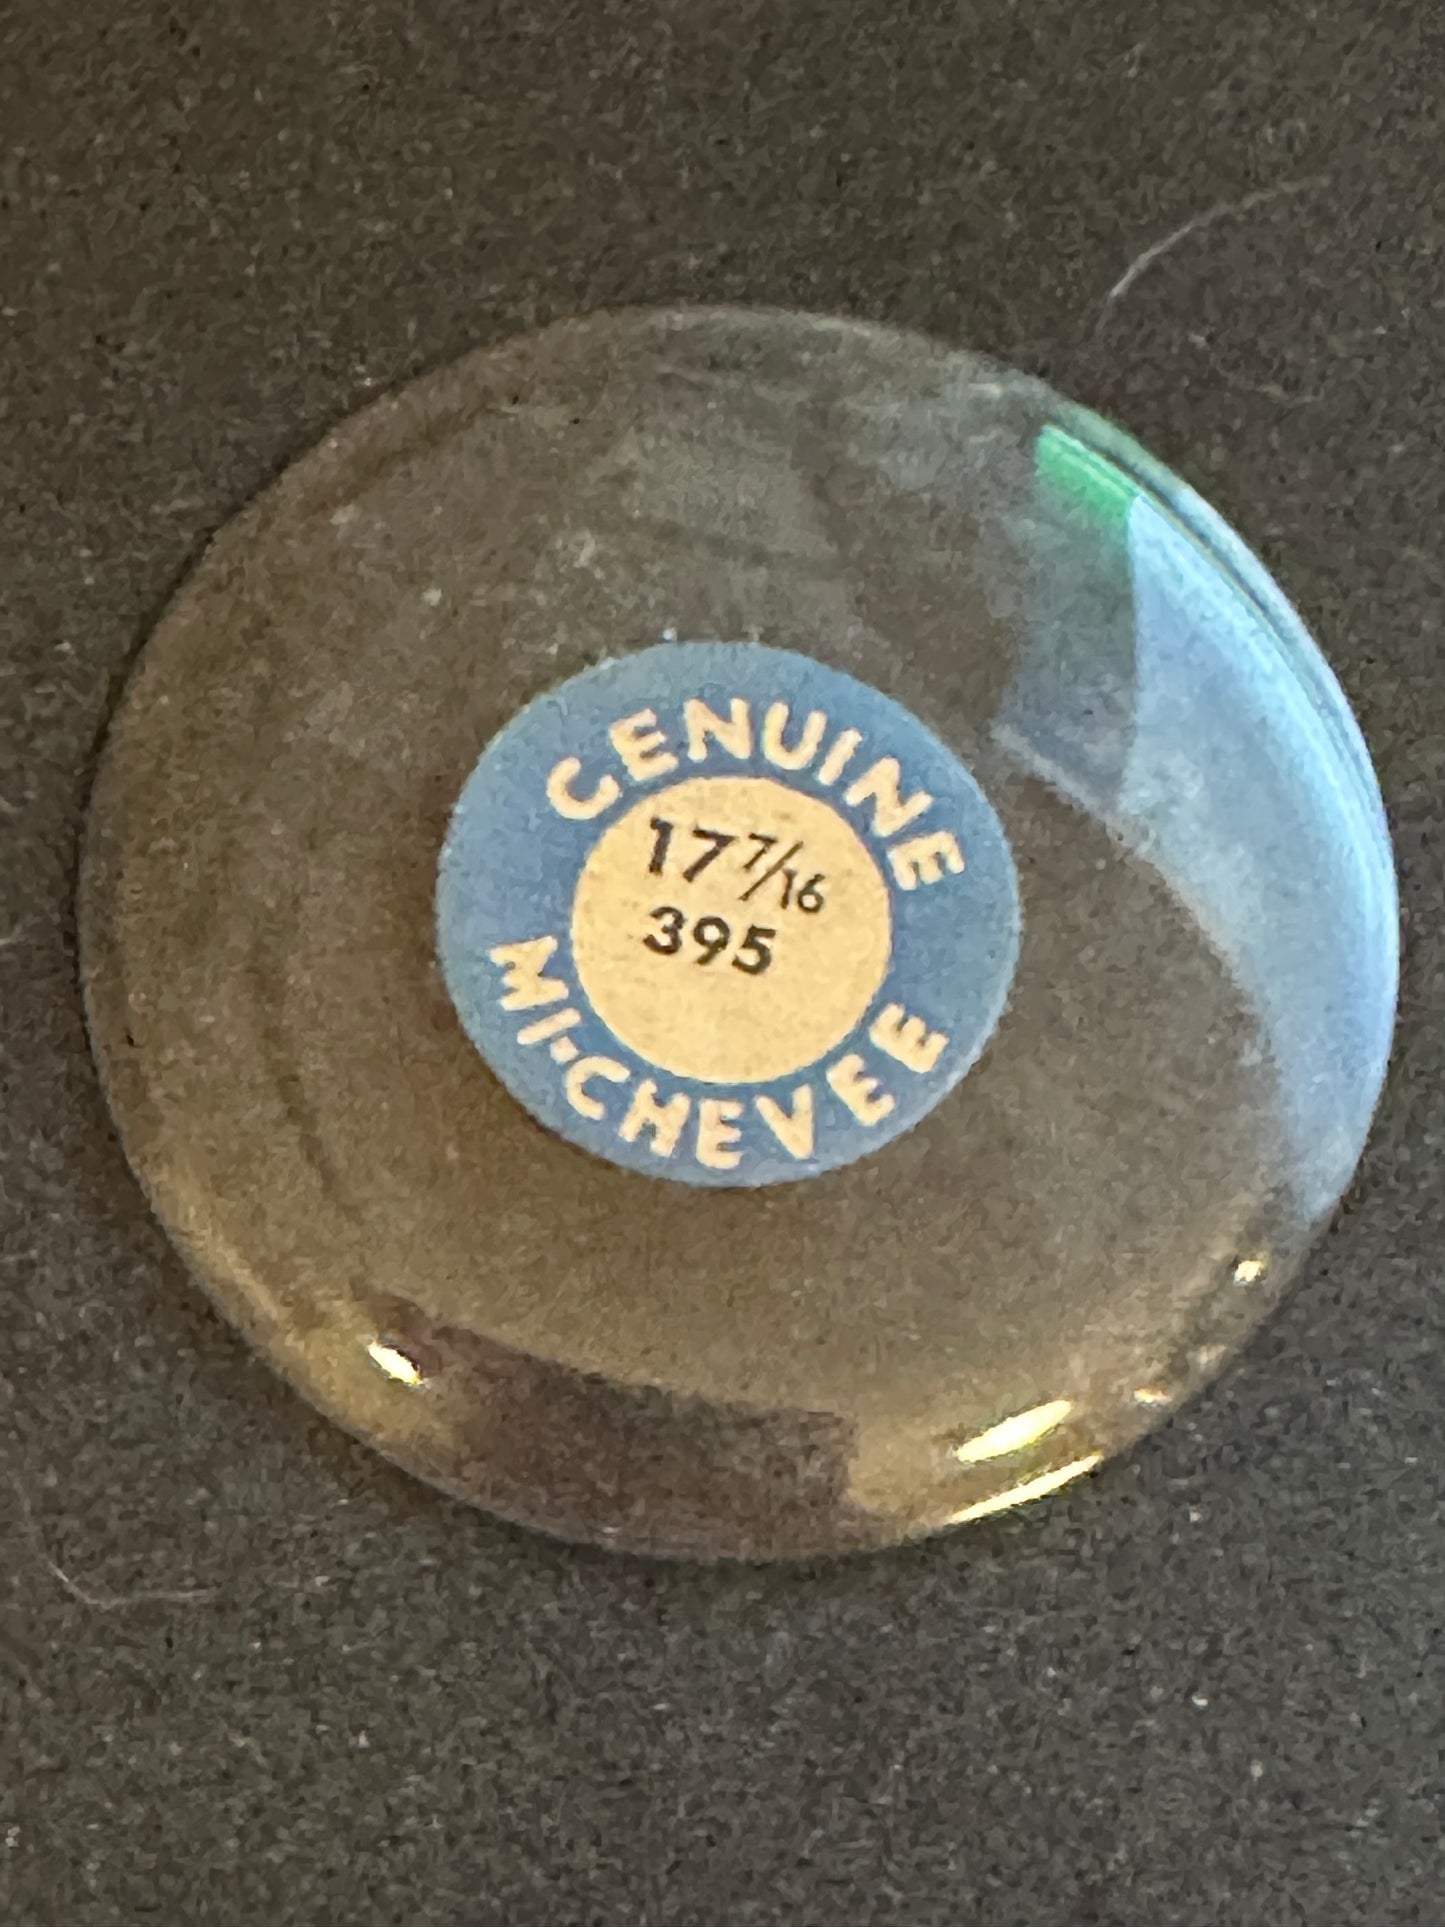 GENUINE
17 7/16
395
MI-CHEVEE